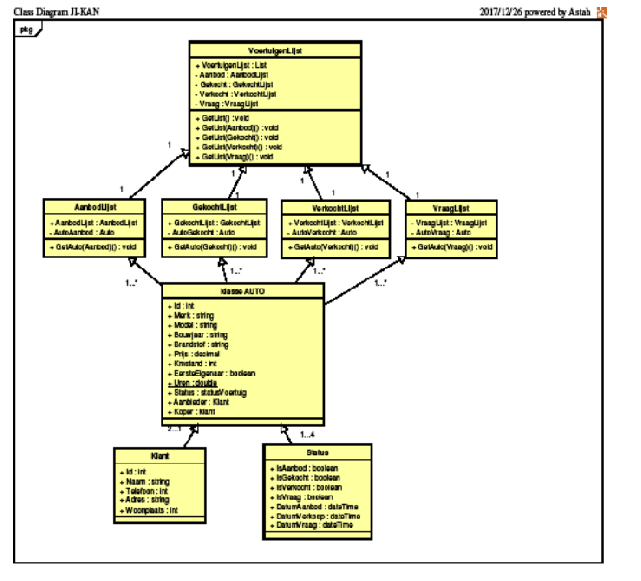 Class Diagram JI-KAN
2017/12/26 powered by Astah
pkg
VoertuigenLijst
+ VoertuigenLijst : List
- Aanbod : AanbodLijst
- Gekocht : GekochtLijst
- Verkocht : VerkochtLijst
- Vraag : VraagLijst
+ GetList() : void
+ GetList(Aanbod)() : void
+ GetList(Gekocht)() : void
+ GetList(Verkocht)() : void
+ GetList(Vraag)() : void
1
1
1
1
1
1
1
1
AanbodLijst
- AanbodLijst : AanbodLijst
- AutoAanbod : Auto
+ GetAuto(Aanbod)() : void
GekochtLijst
- GekochtLijst : GekochtLijst
- AutoGekocht : Auto
+ GetAuto(Gekocht)() : void
VerkochtLijst
+ VerkochtLijst : VerkochtLijst
- AutoVerkocht : Auto
+ GetAuto(Verkocht)() : void
VraagLijst
- VraagLijst : VraagLijst
- AutoVraag : Auto
+ GetAuto(Vraag)() : void
1..*
1..*
1..*
1..*
klasse AUTO
+ Id : int
+ Merk : string
+ Model : string
+ Bouwjaar : string
+ Brandstof : string
+ Prijs : decimal
+ Kmstand : int
+ EersteEigenaar : boolean
+ Uren : double
+ Status : statusVoertuig
+ Aanbieder : Klant
+ Koper : klant
1..4
Klant
+ Id : int
+ Naam : string
+ Telefoon : int
+ Adres : string
+ Woonplaats : int
Status
+ IsAanbod : boolean
+ IsGekocht : boolean
+ IsVerkocht : boolean
+ IsVraag : boolean
+ DatumAanbod : dateTime
+ DatumVerkoop : dateTime
+ DatumVraag : dateTime